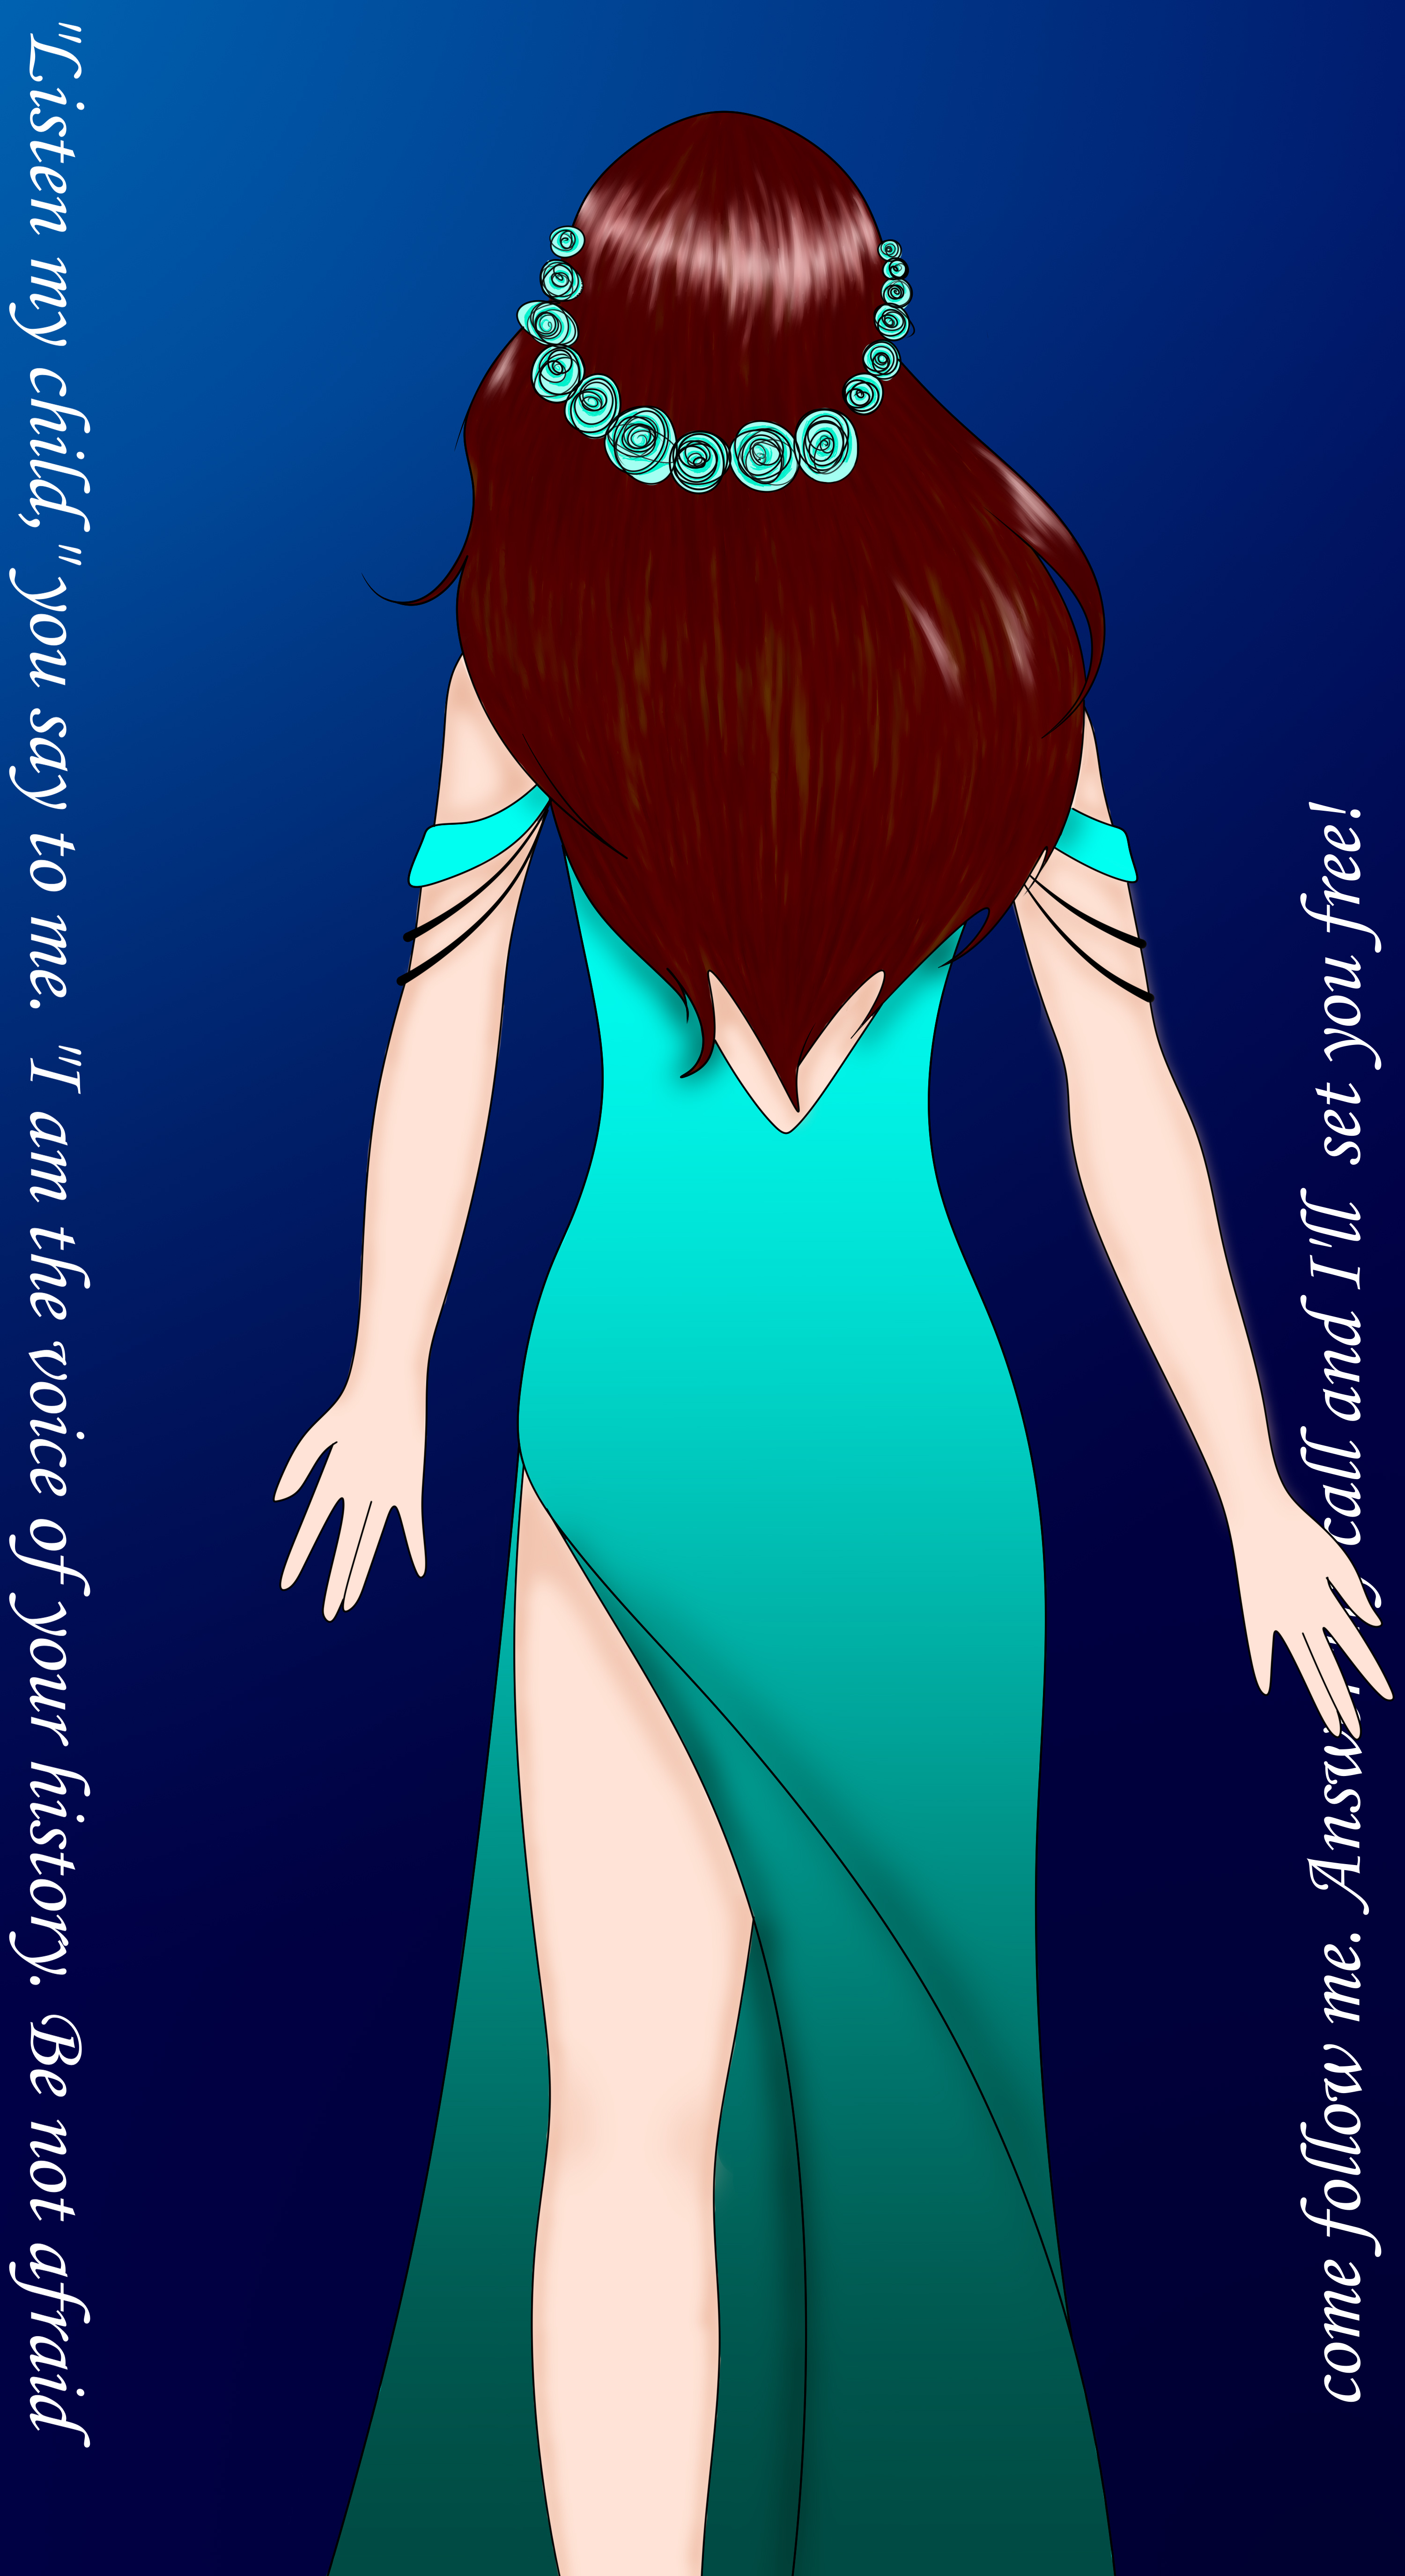 "Listen my child," you say to me. "I am the voice of your history. Be not afraid
come follow me. Answ call and I'll set you free!